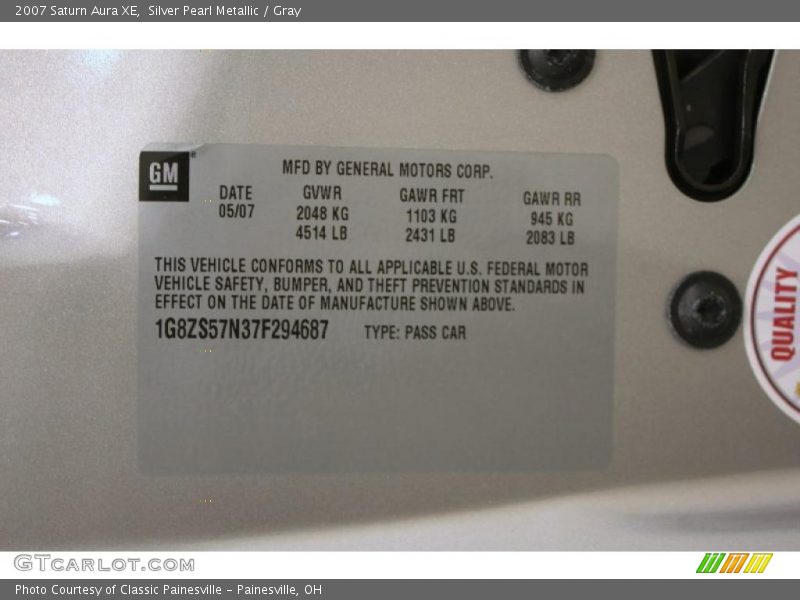 2007 Saturn Aura XE, Silver Pearl Metallic / Gray
GM
MFD BY GENERAL MOTORS CORP.
DATE GVWR GAWR FRT GAWR RR
05/07 2048 KG 1103 KG 945 KG
4514 LB 2431 LB 2083 LB
THIS VEHICLE CONFORMS TO ALL APPLICABLE U.S. FEDERAL MOTOR
VEHICLE SAFETY, BUMPER, AND THEFT PREVENTION STANDARDS IN
EFFECT ON THE DATE OF MANUFACTURE SHOWN ABOVE.
1G8ZS57N37F294687 TYPE: PASS CAR
QUALITY
GTCARLOT.COM
Photo Courtesy of Classic Painesville - Painesville, OH